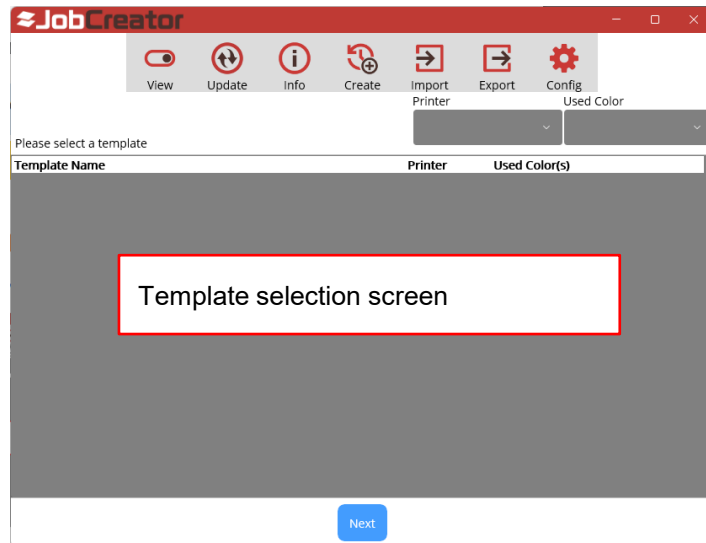 JobCreator
View Update Info Create Import Export Config
Printer Used Color
Please select a template
Template Name Printer Used Color(s)
Template selection screen
Next